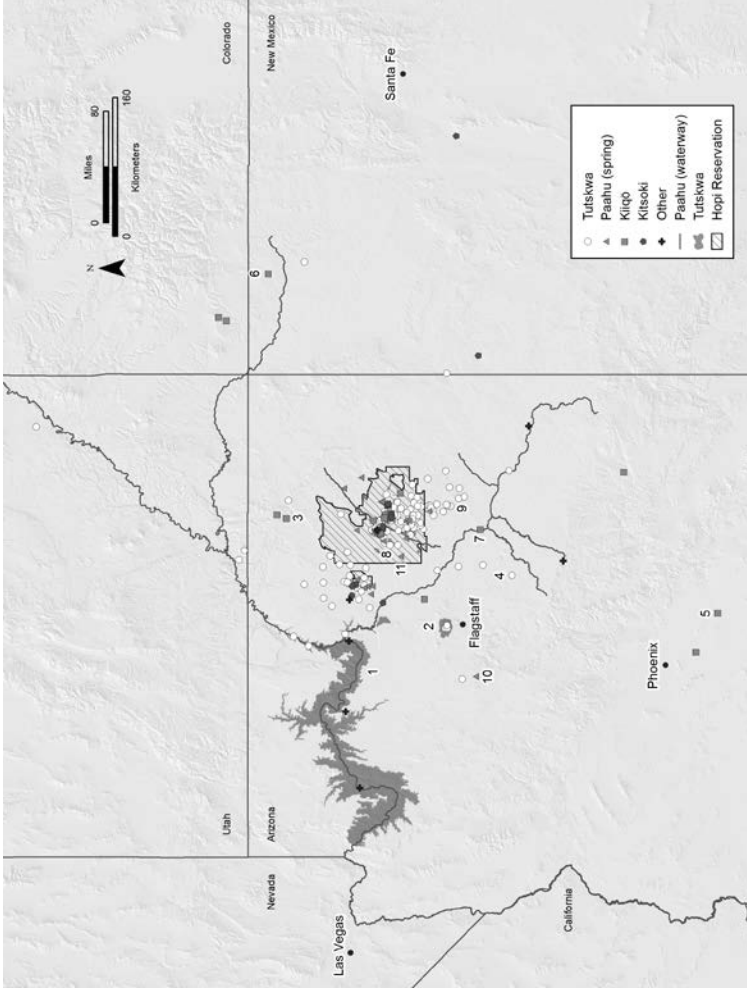 Nevada
Utah
Colorado
Arizona
New Mexico
N
0
80
Miles
0
160
Kilometers
Las Vegas
Santa Fe
Flagstaff
Phoenix
California
1
2
3
4
5
6
7
8
9
10
11
Tutskwa
Paahu (spring)
Kiiqö
Kitsoki
Other
Paahu (waterway)
Tutskwa
Hopi Reservation